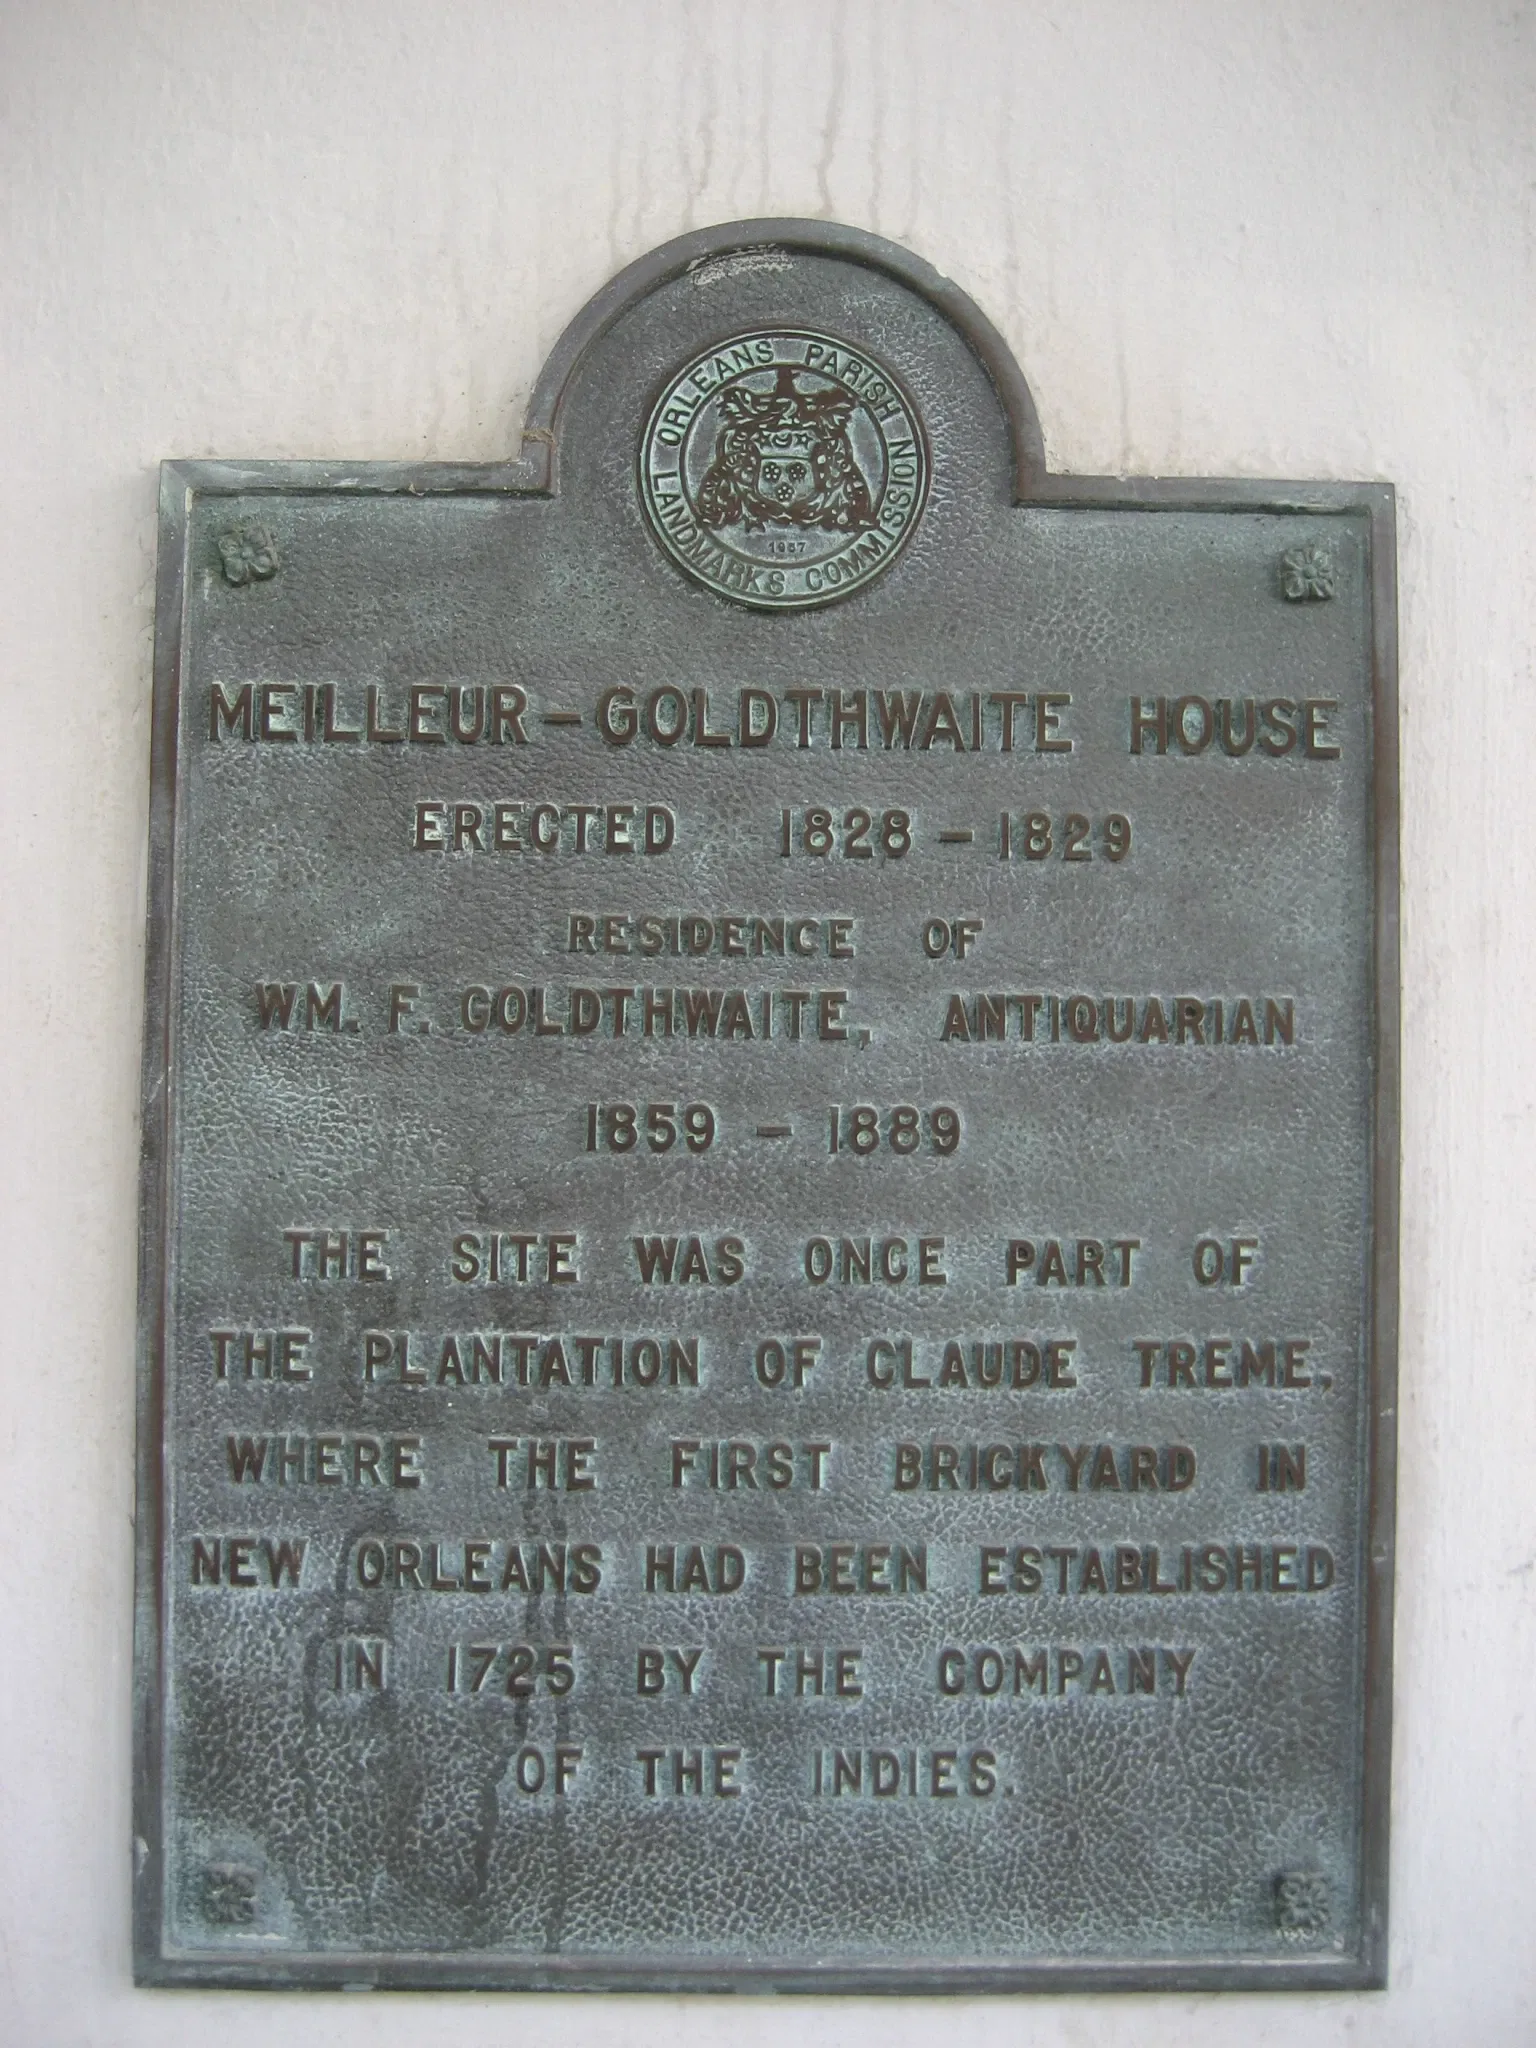 ORLEANS PARISH LANDMARKS COMMISSION
1957
MEILLEUR-GOLDTHWAITE HOUSE
ERECTED 1828-1829
RESIDENCE OF
WM. F. GOLDTHWAITE, ANTIQUARIAN
1859-1889
THE SITE WAS ONCE PART OF
THE PLANTATION OF CLAUDE TREME,
WHERE THE FIRST BRICKYARD IN
NEW ORLEANS HAD BEEN ESTABLISHED
IN 1725 BY THE COMPANY
OF THE INDIES.